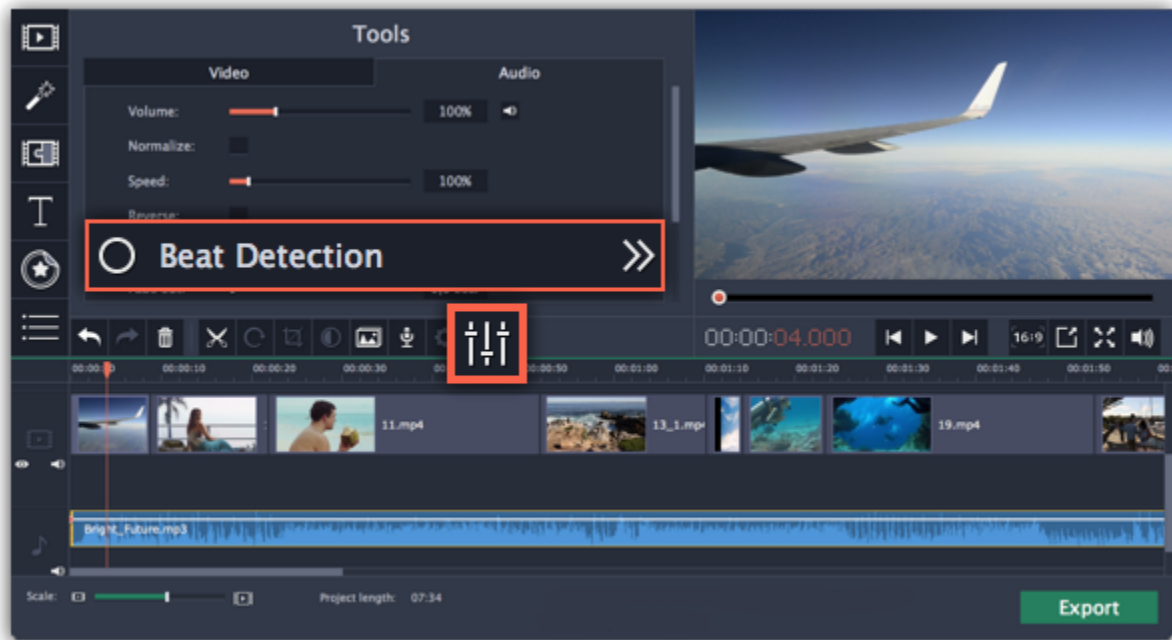 Tools
Video Audio
Volume: 100%
Normalize:
Speed: 100%
Reverse:
Beat Detection
T
00:00:04.000 16:9
00:00:10 00:00:20 00:00:30 00:00:50 00:01:00 00:01:10 00:01:20 00:01:30 00:01:40 00:01:50
11.mp4 13_1.mp4 19.mp4
Bright_Future.mp3
Scale: Project length: 07:34
Export